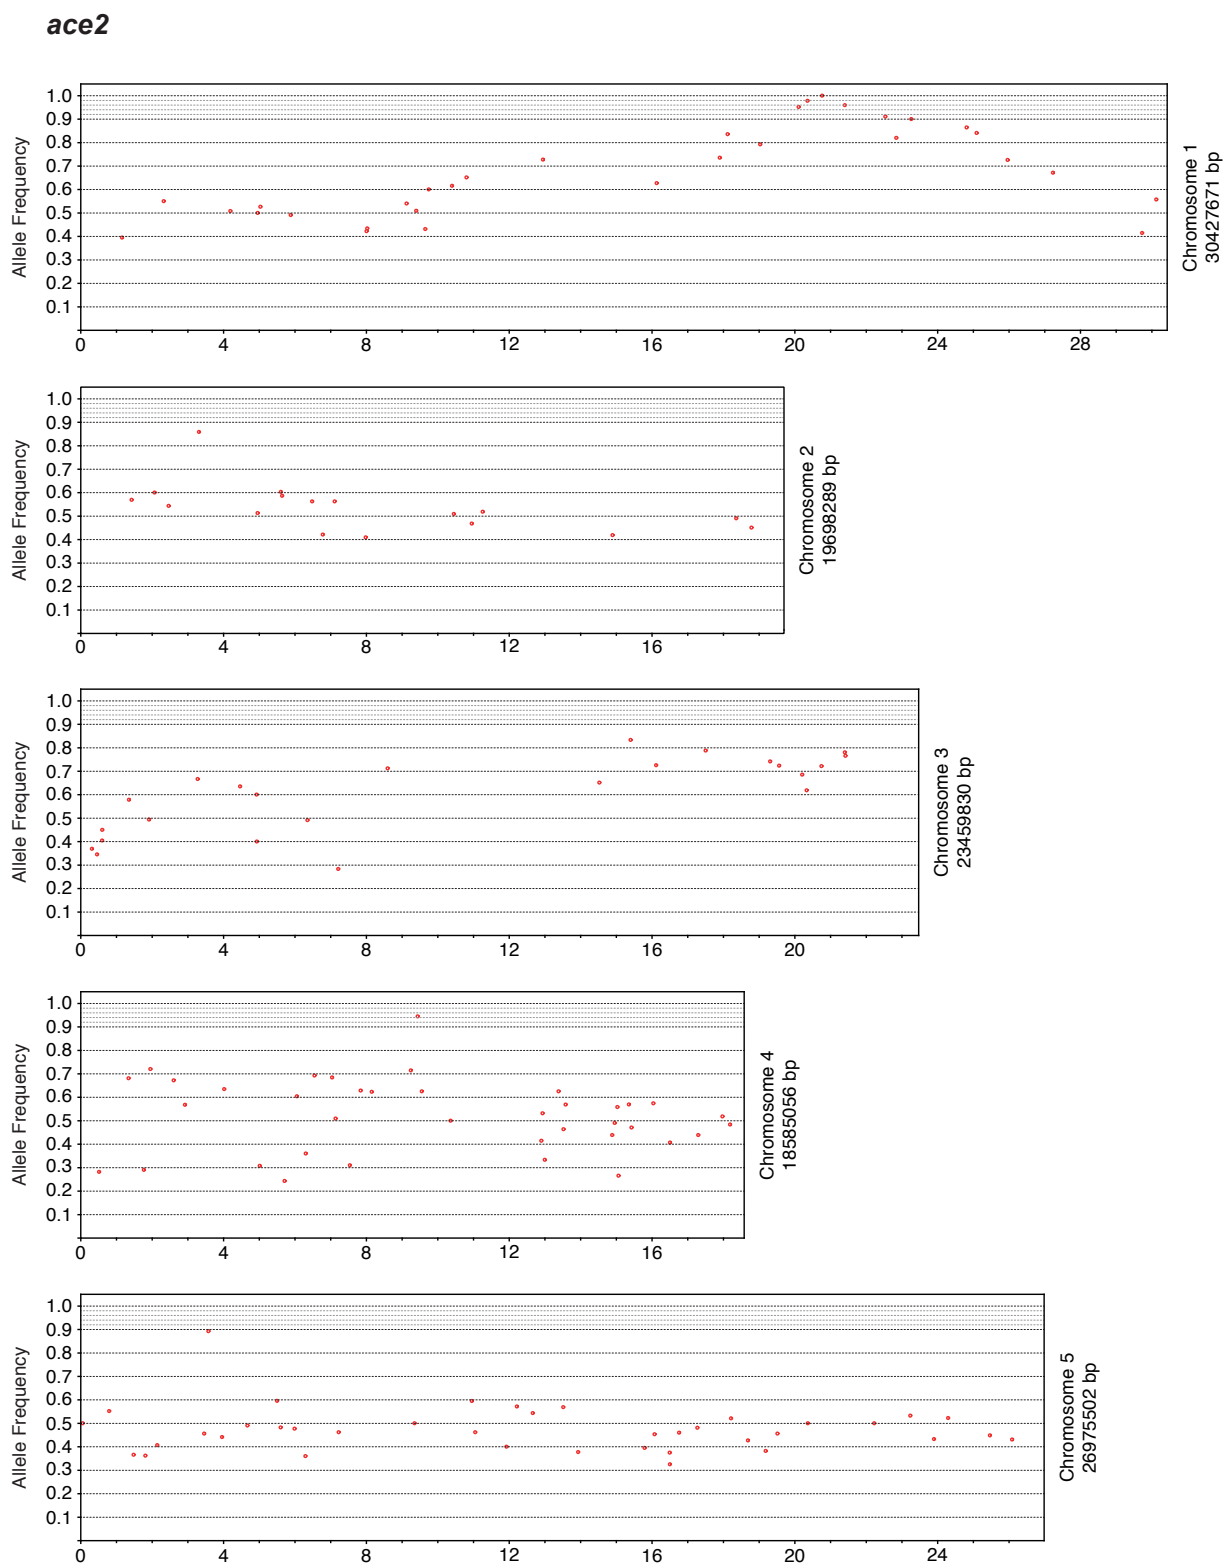 ace2
1.0
0.9
0.8
0.7
0.6
0.5
0.4
0.3
0.2
0.1
Allele Frequency
0 4 8 12 16 20 24 28
Chromosome 1
30427671 bp
1.0
0.9
0.8
0.7
0.6
0.5
0.4
0.3
0.2
0.1
Allele Frequency
0 4 8 12 16
Chromosome 2
19698289 bp
1.0
0.9
0.8
0.7
0.6
0.5
0.4
0.3
0.2
0.1
Allele Frequency
0 4 8 12 16 20
Chromosome 3
23459830 bp
1.0
0.9
0.8
0.7
0.6
0.5
0.4
0.3
0.2
0.1
Allele Frequency
0 4 8 12 16
Chromosome 4
18585056 bp
1.0
0.9
0.8
0.7
0.6
0.5
0.4
0.3
0.2
0.1
Allele Frequency
0 4 8 12 16 20 24
Chromosome 5
26975502 bp